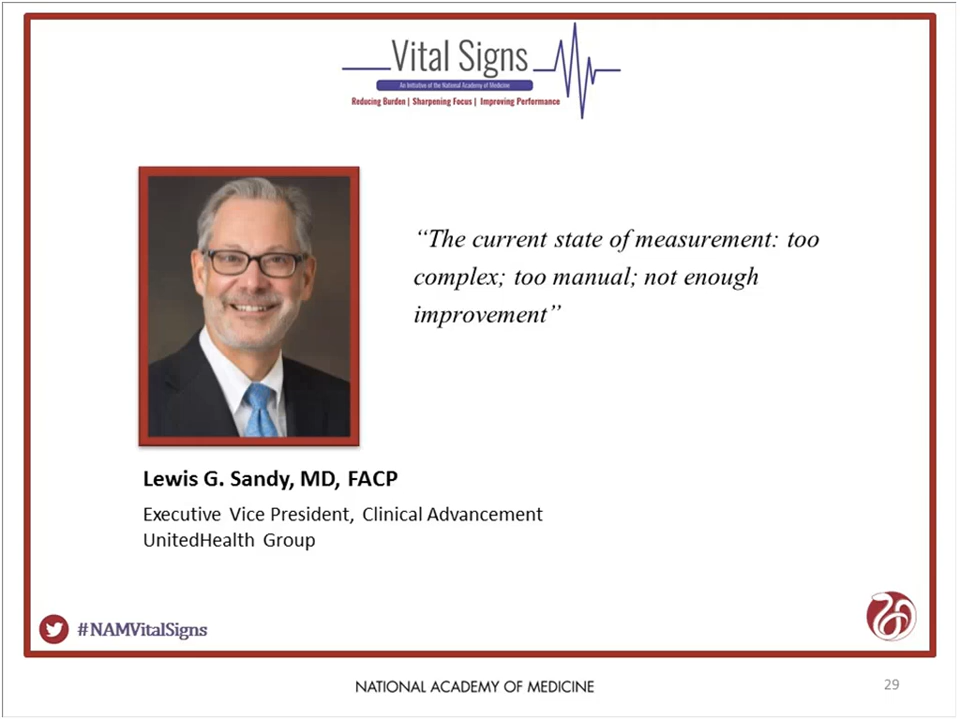 Vital Signs
An Initiative of the National Academy of Medicine
Reducing Burden | Sharpening Focus | Improving Performance
“The current state of measurement: too
complex; too manual; not enough
improvement”
Lewis G. Sandy, MD, FACP
Executive Vice President, Clinical Advancement
UnitedHealth Group
#NAMVitalSigns
NATIONAL ACADEMY OF MEDICINE
29